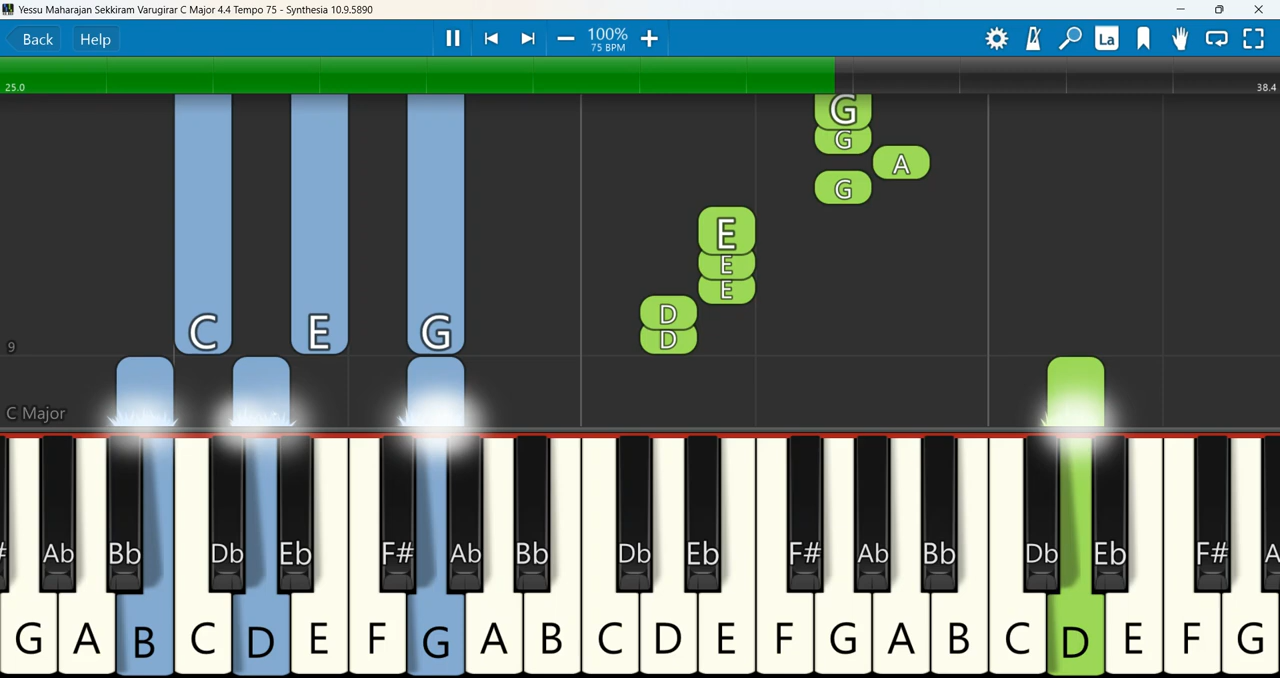 Yessu Maharajan Sekkiram Varugirar C Major 4.4 Tempo 75 - Synthesia 10.9.5890
Back Help 100% La
75 BPM
25.0 38.4
G
G
A
G
E
E
E
D
D
9 C E G
C Major
# Ab Bb Db Eb F# Ab Bb Db Eb F# Ab Bb Db Eb F# A
G A B C D E F G A B C D E F G A B C D E F G